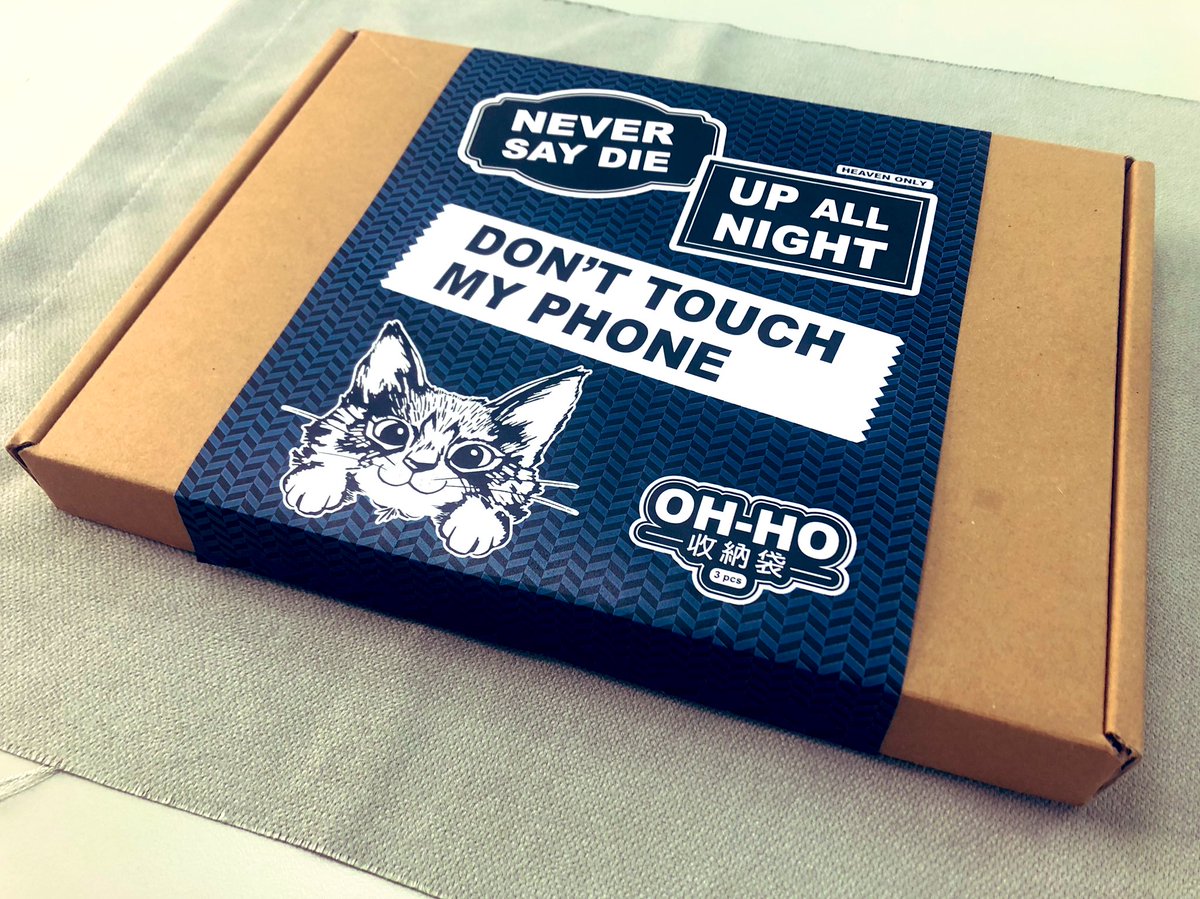 NEVER
SAY DIE
HEAVEN ONLY
UP ALL
NIGHT
DON'T TOUCH
MY PHONE
OH-HO
收納袋
3 pcs